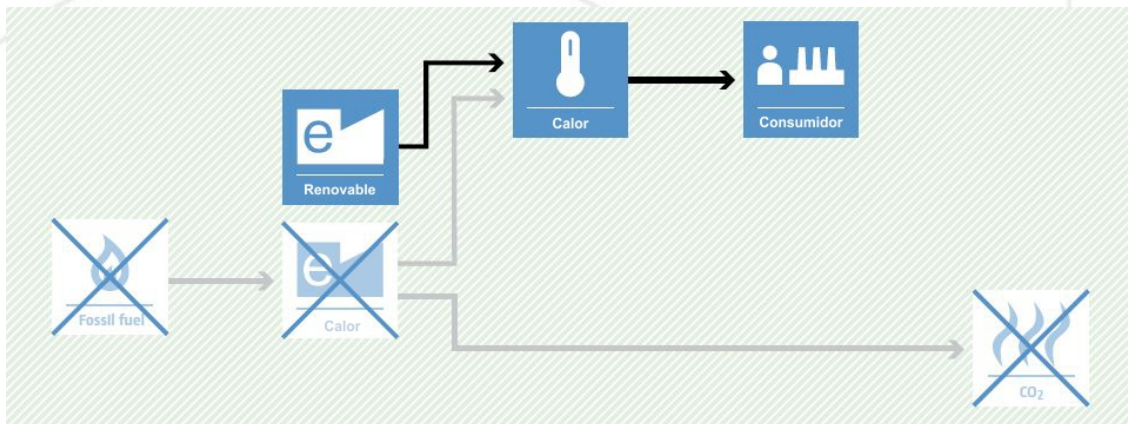 Calor
Consumidor
e
Renovable
Fossil fuel
e
Calor
CO₂